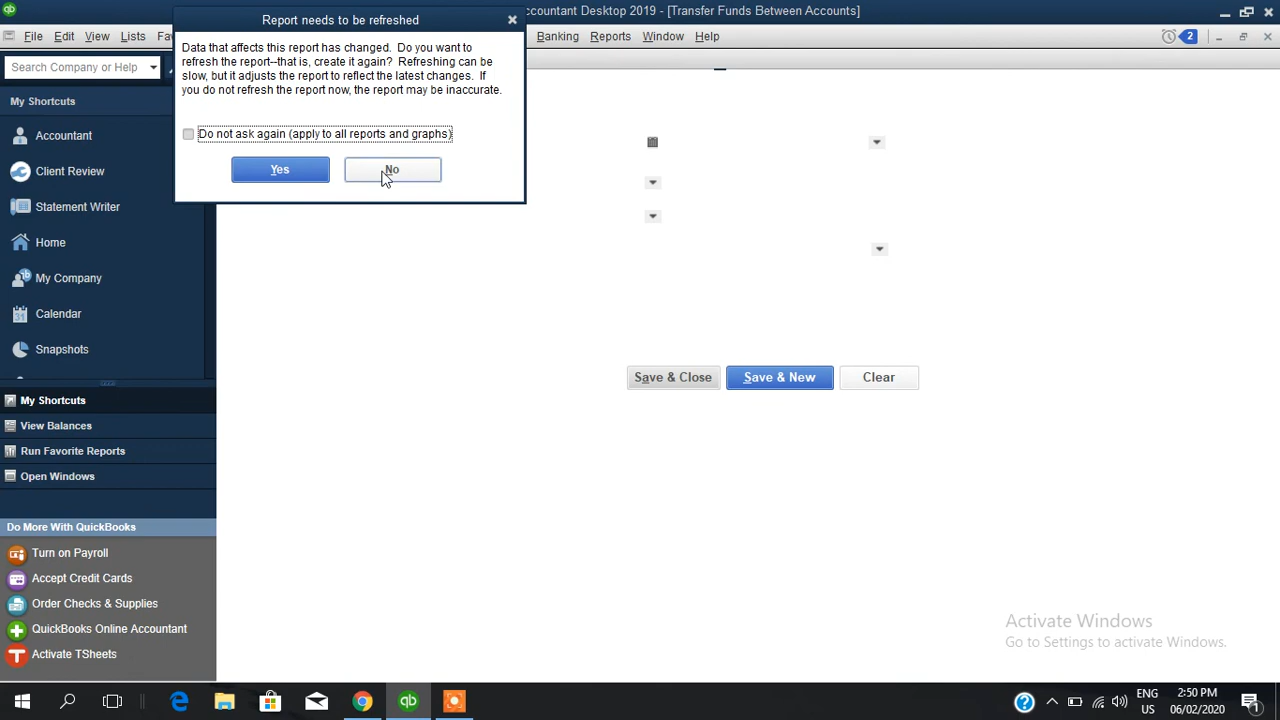 Report needs to be refreshed
ccountant Desktop 2019 - [Transfer Funds Between Accounts]
File Edit View Lists Fav Banking Reports Window Help
2
Data that affects this report has changed. Do you want to
refresh the report--that is, create it again? Refreshing can be
slow, but it adjusts the report to reflect the latest changes. If
you do not refresh the report now, the report may be inaccurate.
Do not ask again (apply to all reports and graphs)
Yes No
Search Company or Help
My Shortcuts
Accountant
Client Review
Statement Writer
Home
My Company
Calendar
Snapshots
My Shortcuts
View Balances
Run Favorite Reports
Open Windows
Do More With QuickBooks
Turn on Payroll
Accept Credit Cards
Order Checks & Supplies
QuickBooks Online Accountant
Activate TSheets
Save & Close Save & New Clear
Activate Windows
Go to Settings to activate Windows.
ENG
US
2:50 PM
06/02/2020
1